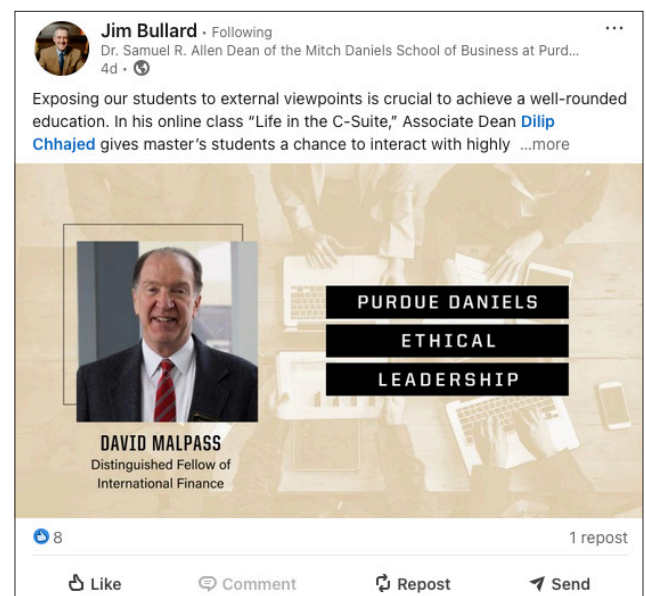 Jim Bullard · Following
Dr. Samuel R. Allen Dean of the Mitch Daniels School of Business at Purd...
4d ·
Exposing our students to external viewpoints is crucial to achieve a well-rounded
education. In his online class “Life in the C-Suite,” Associate Dean Dilip
Chhajed gives master’s students a chance to interact with highly ...more
PURDUE DANIELS
ETHICAL
LEADERSHIP
DAVID MALPASS
Distinguished Fellow of
International Finance
8
1 repost
Like
Comment
Repost
Send